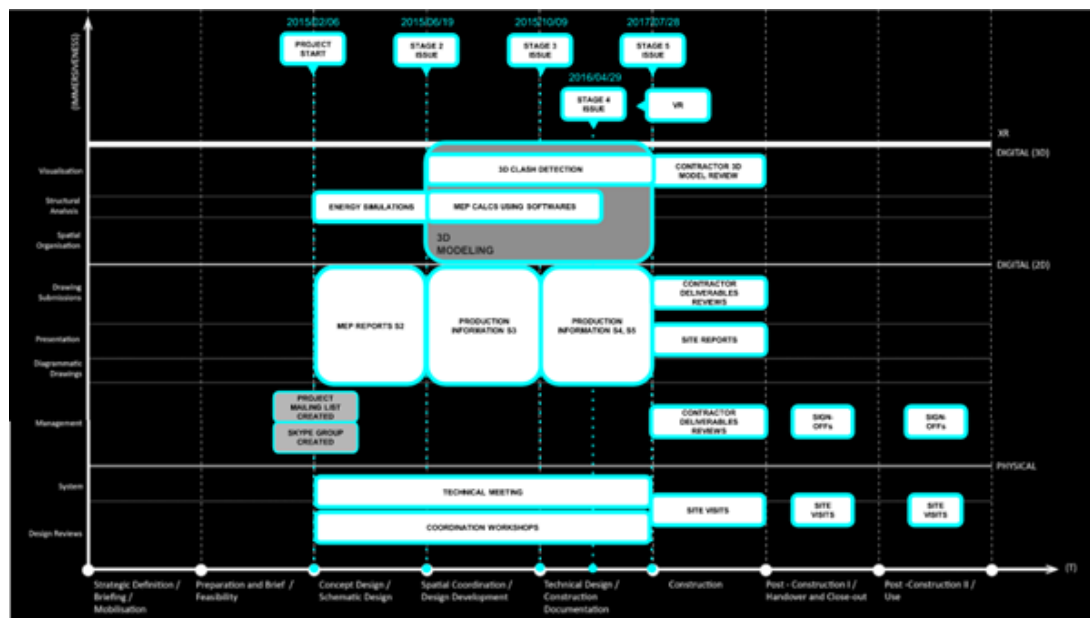 2015/02/06
2015/06/19
2015/10/09
2017/07/28
PROJECT
START
STAGE 2
ISSUE
STAGE 3
ISSUE
STAGE 5
ISSUE
2016/04/29
STAGE 4
ISSUE
VR
(IMMERSIVENESS)
XR
DIGITAL (3D)
Visualisation
3D CLASH DETECTION
CONTRACTOR 3D
MODEL REVIEW
Structural
Analysis
ENERGY SIMULATIONS
MEP CALCS USING SOFTWARES
Spatial
Organisation
3D
MODELING
DIGITAL (2D)
Drawing
Submissions
MEP REPORTS S2
PRODUCTION
INFORMATION S3
PRODUCTION
INFORMATION S4, S5
CONTRACTOR
DELIVERABLES
REVIEWS
Presentation
SITE REPORTS
Diagrammatic
Drawings
PROJECT
MAILING LIST
CREATED
SKYPE GROUP
CREATED
Management
CONTRACTOR
DELIVERABLES
REVIEWS
SIGN-
OFFs
SIGN-
OFFs
PHYSICAL
System
TECHNICAL MEETING
SITE VISITS
SITE
VISITS
SITE
VISITS
Design Reviews
COORDINATION WORKSHOPS
(T)
Strategic Definition /
Briefing /
Mobilisation
Preparation and Brief /
Feasibility
Concept Design /
Schematic Design
Spatial Coordination /
Design Development
Technical Design /
Construction
Documentation
Construction
Post - Construction I /
Handover and Close-out
Post -Construction II /
Use